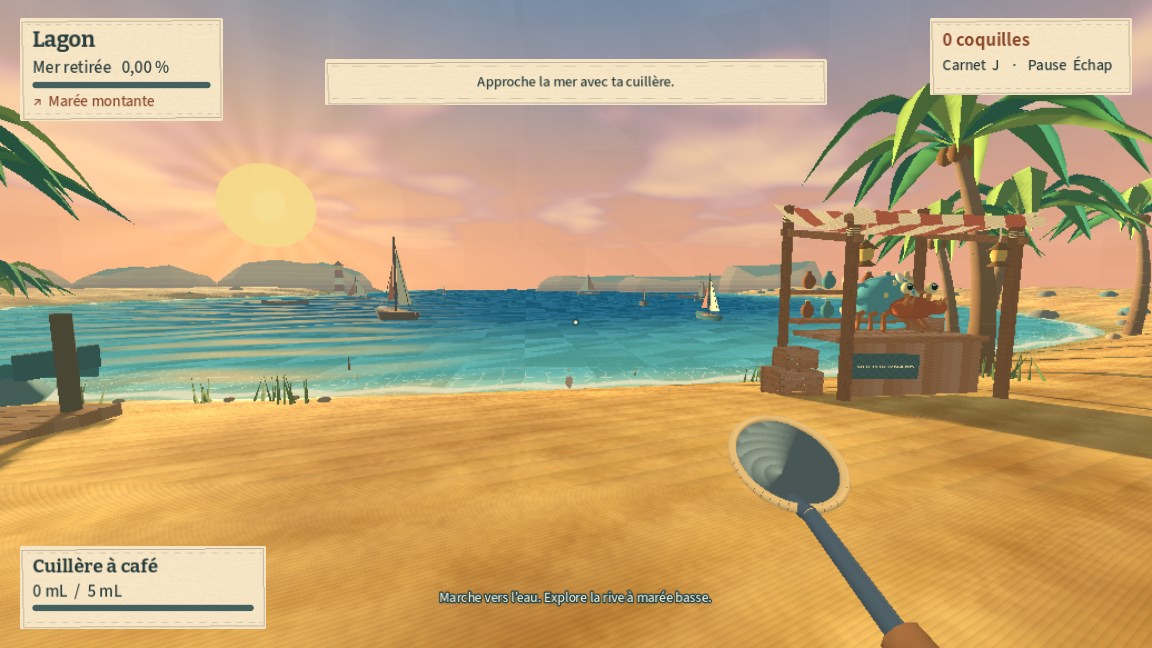 Lagon
Mer retirée 0,00 %
↗ Marée montante
Approche la mer avec ta cuillère.
0 coquilles
Carnet J · Pause Échap
Cuillère à café
0 mL / 5 mL
Marche vers l'eau. Explore la rive à marée basse.